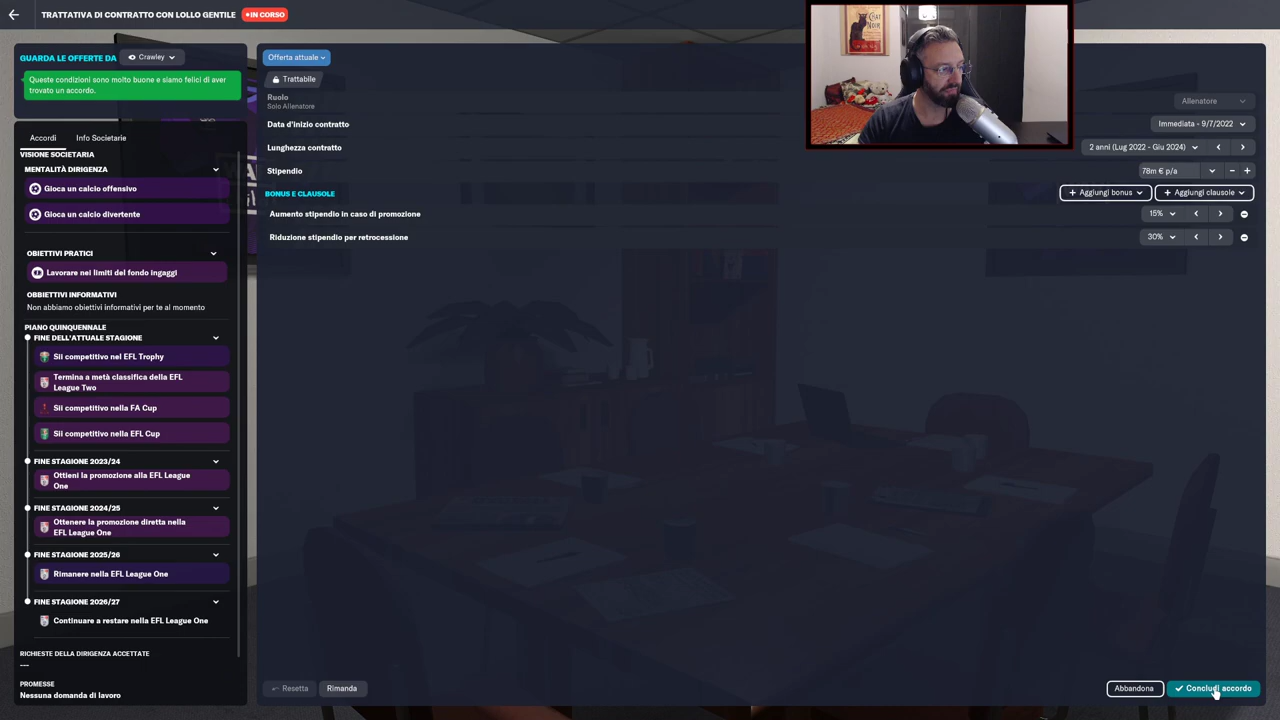 TRATTATIVA DI CONTRATTO CON LOLLO GENTILE
IN CORSO
GUARDA LE OFFERTE DA
Crawley
Queste condizioni sono molto buone e siamo felici di aver
trovato un accordo.
Accordi
Info Societarie
VISIONE SOCIETARIA
MENTALITÀ DIRIGENZA
Gioca un calcio offensivo
Gioca un calcio divertente
OBIETTIVI PRATICI
Lavorare nei limiti del fondo ingaggi
OBBIETTIVI INFORMATIVI
Non abbiamo obiettivi informativi per te al momento
PIANO QUINQUENNALE
FINE DELL'ATTUALE STAGIONE
Sii competitivo nel EFL Trophy
Termina a metà classifica della EFL
League Two
Sii competitivo nella FA Cup
Sii competitivo nella EFL Cup
FINE STAGIONE 2023/24
Ottieni la promozione alla EFL League
One
FINE STAGIONE 2024/25
Ottenere la promozione diretta nella
EFL League One
FINE STAGIONE 2025/26
Rimanere nella EFL League One
FINE STAGIONE 2026/27
Continuare a restare nella EFL League One
RICHIESTE DELLA DIRIGENZA ACCETTATE
---
PROMESSE
Nessuna domanda di lavoro
Offerta attuale
Trattabile
Ruolo
Solo Allenatore
Allenatore
Data d'inizio contratto
Immediata - 9/7/2022
Lunghezza contratto
2 anni (Lug 2022 - Giu 2024)
Stipendio
78m € p/a
BONUS E CLAUSOLE
Aggiungi bonus
Aggiungi clausole
Aumento stipendio in caso di promozione
15%
Riduzione stipendio per retrocessione
30%
Resetta
Rimanda
Abbandona
Concludi accordo
CHAT
NOIR